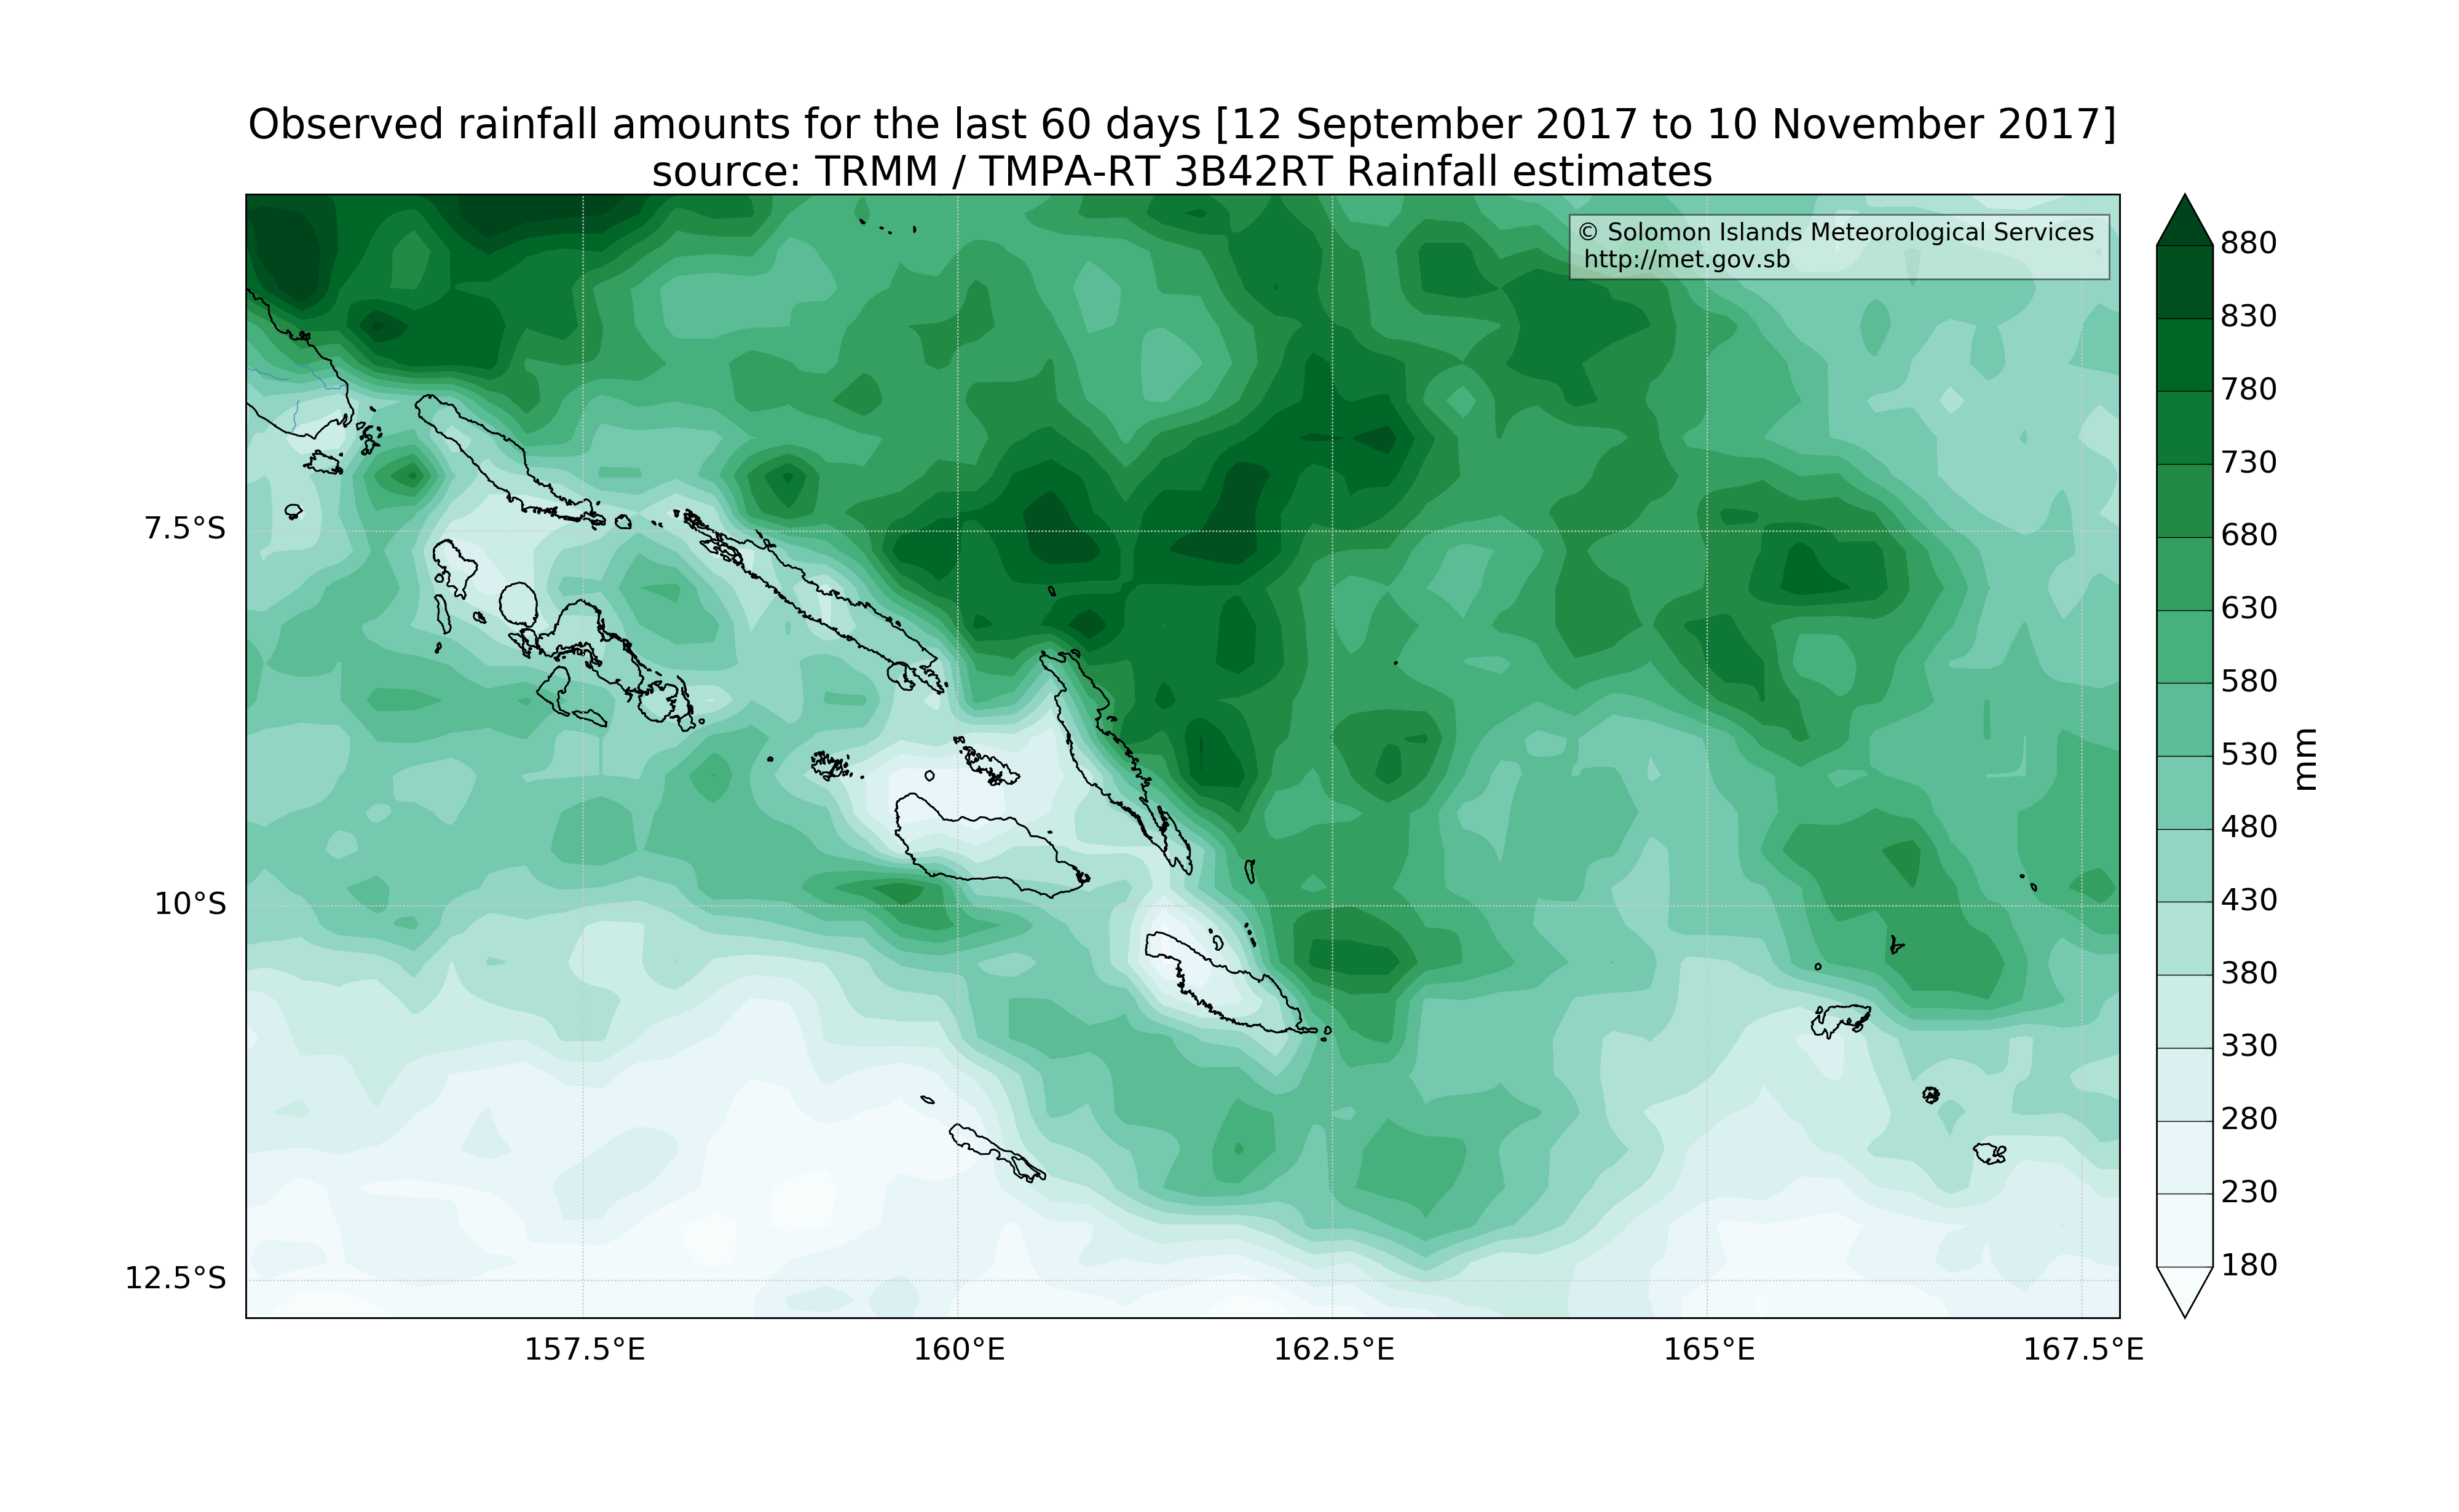 Observed rainfall amounts for the last 60 days [12 September 2017 to 10 November 2017]
source: TRMM / TMPA-RT 3B42RT Rainfall estimates
© Solomon Islands Meteorological Services
http://met.gov.sb
880
830
780
730
680
630
580
530
480
430
380
330
280
230
180
mm
7.5°S
10°S
12.5°S
157.5°E
160°E
162.5°E
165°E
167.5°E